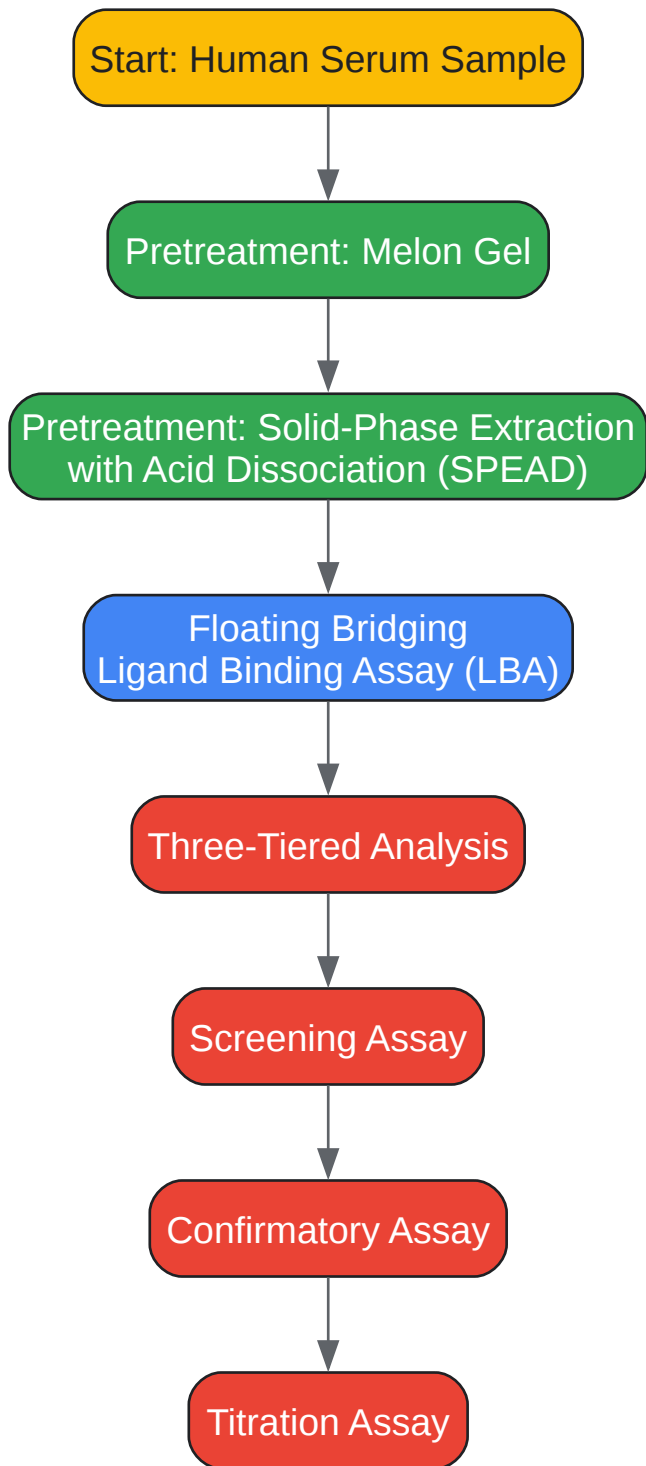 Start: Human Serum Sample
Pretreatment: Melon Gel
Pretreatment: Solid-Phase Extraction
with Acid Dissociation (SPEAD)
Floating Bridging
Ligand Binding Assay (LBA)
Three-Tiered Analysis
Screening Assay
Confirmatory Assay
Titration Assay